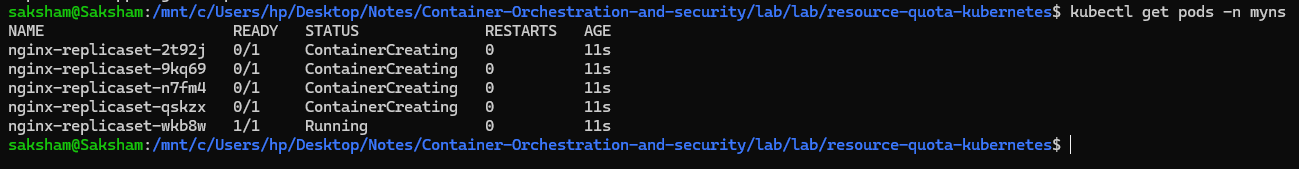 saksham@Saksham:/mnt/c/Users/hp/Desktop/Notes/Container-Orchestration-and-security/lab/lab/resource-quota-kubernetes$ kubectl get pods -n myns
NAME READY STATUS RESTARTS AGE
nginx-replicaset-2t92j 0/1 ContainerCreating 0 11s
nginx-replicaset-9kq69 0/1 ContainerCreating 0 11s
nginx-replicaset-n7fm4 0/1 ContainerCreating 0 11s
nginx-replicaset-qskzx 0/1 ContainerCreating 0 11s
nginx-replicaset-wkb8w 1/1 Running 0 11s
saksham@Saksham:/mnt/c/Users/hp/Desktop/Notes/Container-Orchestration-and-security/lab/lab/resource-quota-kubernetes$